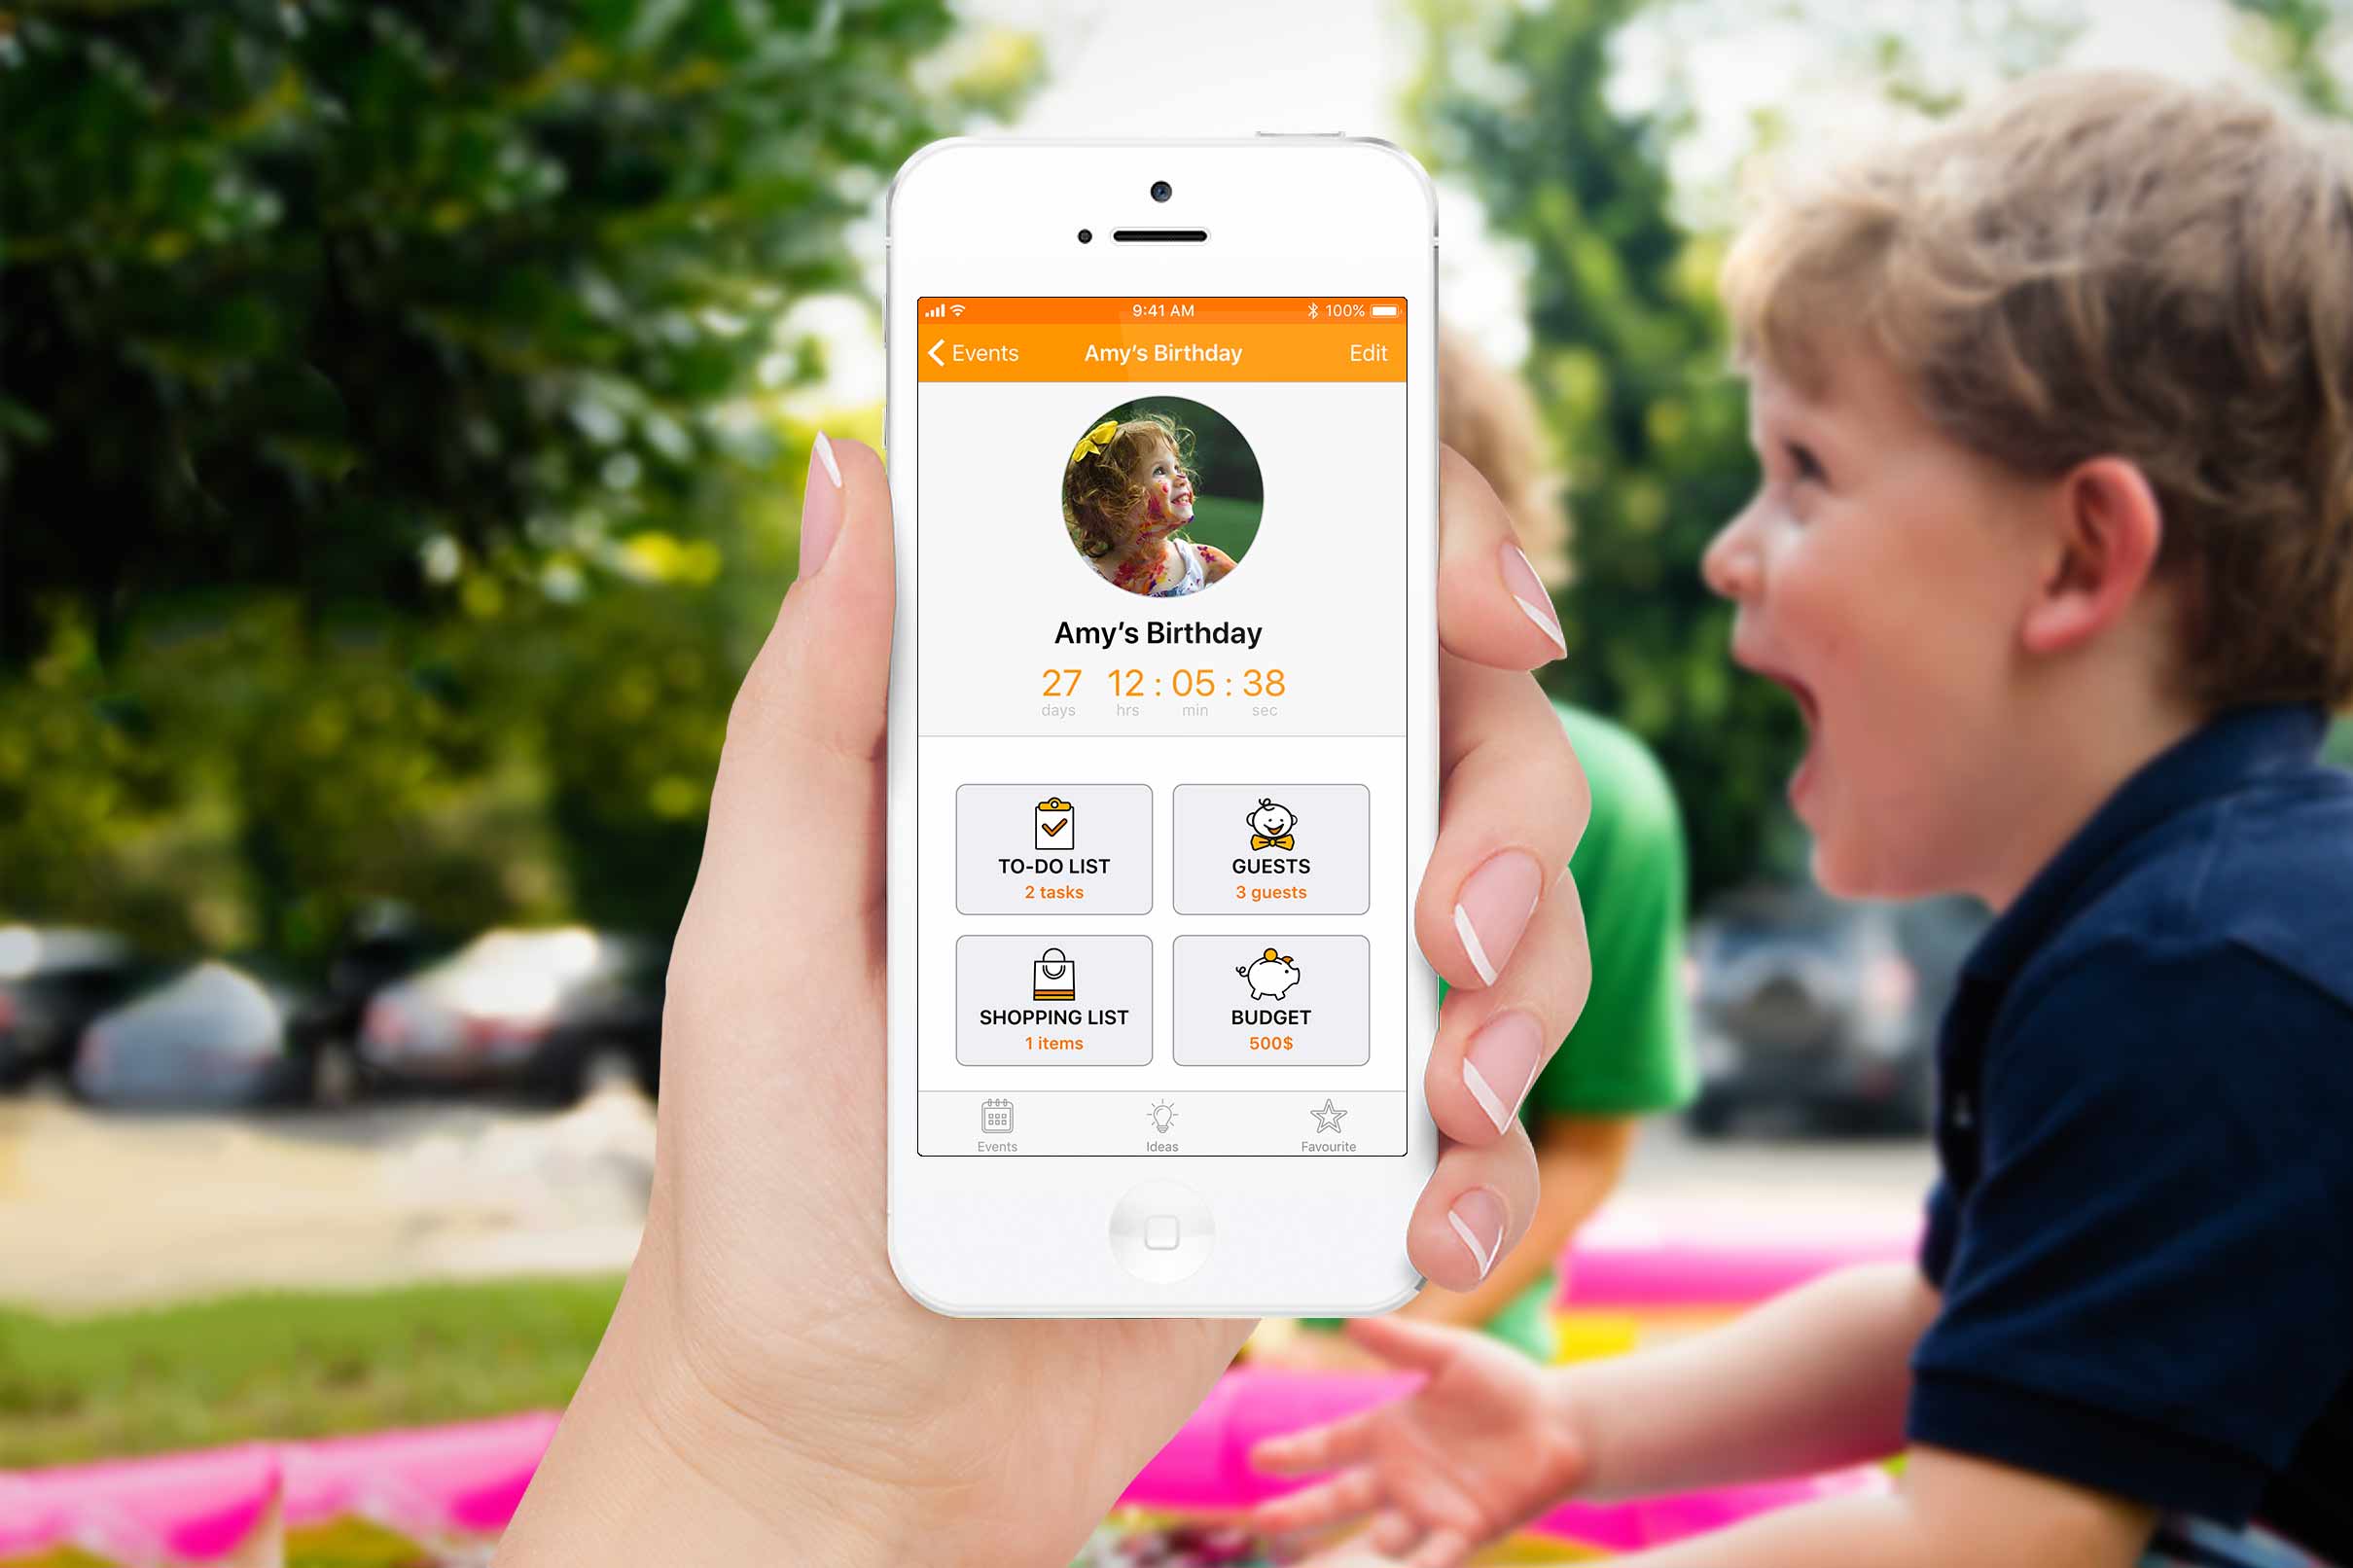 9:41 AM 100%
Events Amy's Birthday Edit
Amy's Birthday
27 12 : 05 : 38
days hrs min sec
TO-DO LIST GUESTS
2 tasks 3 guests
SHOPPING LIST BUDGET
1 items 500$
Events Ideas Favourite